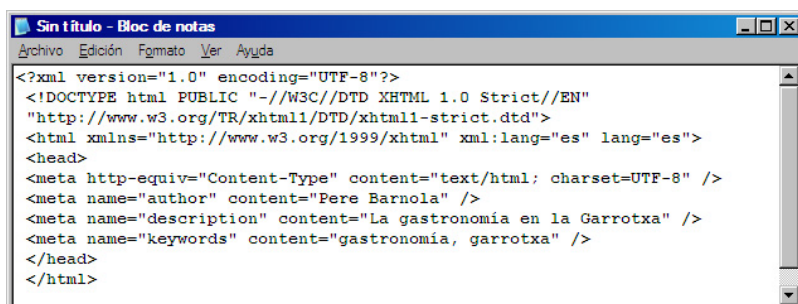 Sin título - Bloc de notas
Archivo Edición Formato Ver Ayuda
<?xml version="1.0" encoding="UTF-8"?>
<!DOCTYPE html PUBLIC "-//W3C//DTD XHTML 1.0 Strict//EN"
"http://www.w3.org/TR/xhtml1/DTD/xhtml1-strict.dtd">
<html xmlns="http://www.w3.org/1999/xhtml" xml:lang="es" lang="es">
<head>
<meta http-equiv="Content-Type" content="text/html; charset=UTF-8" />
<meta name="author" content="Pere Barnola" />
<meta name="description" content="La gastronomía en la Garrotxa" />
<meta name="keywords" content="gastronomía, garrotxa" />
</head>
</html>